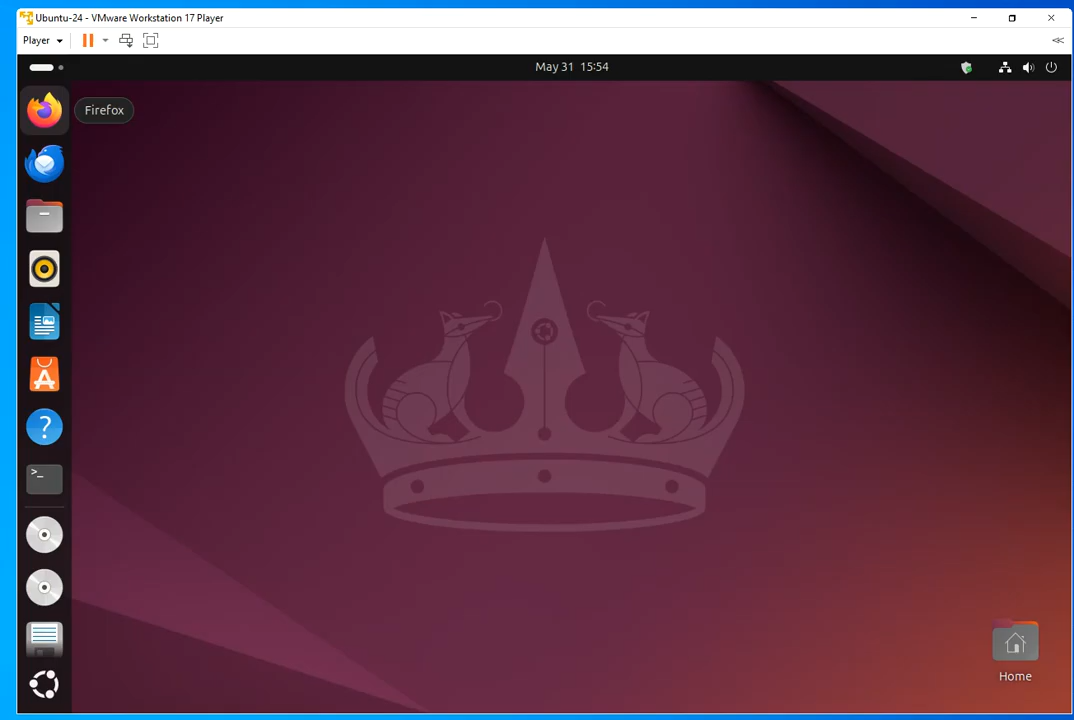 Ubuntu-24 - VMware Workstation 17 Player
Player
May 31 15:54
Firefox
>_
Home